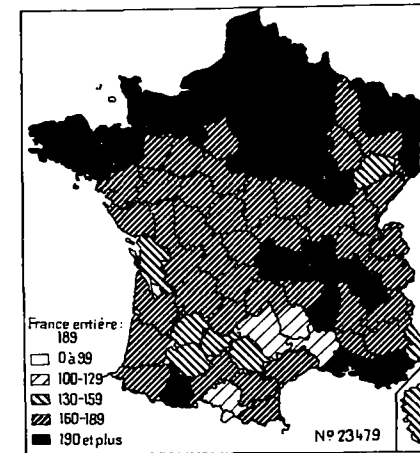 France entière :
189
0 à 99
100-129
130-159
160-189
190 et plus
Nº 23479